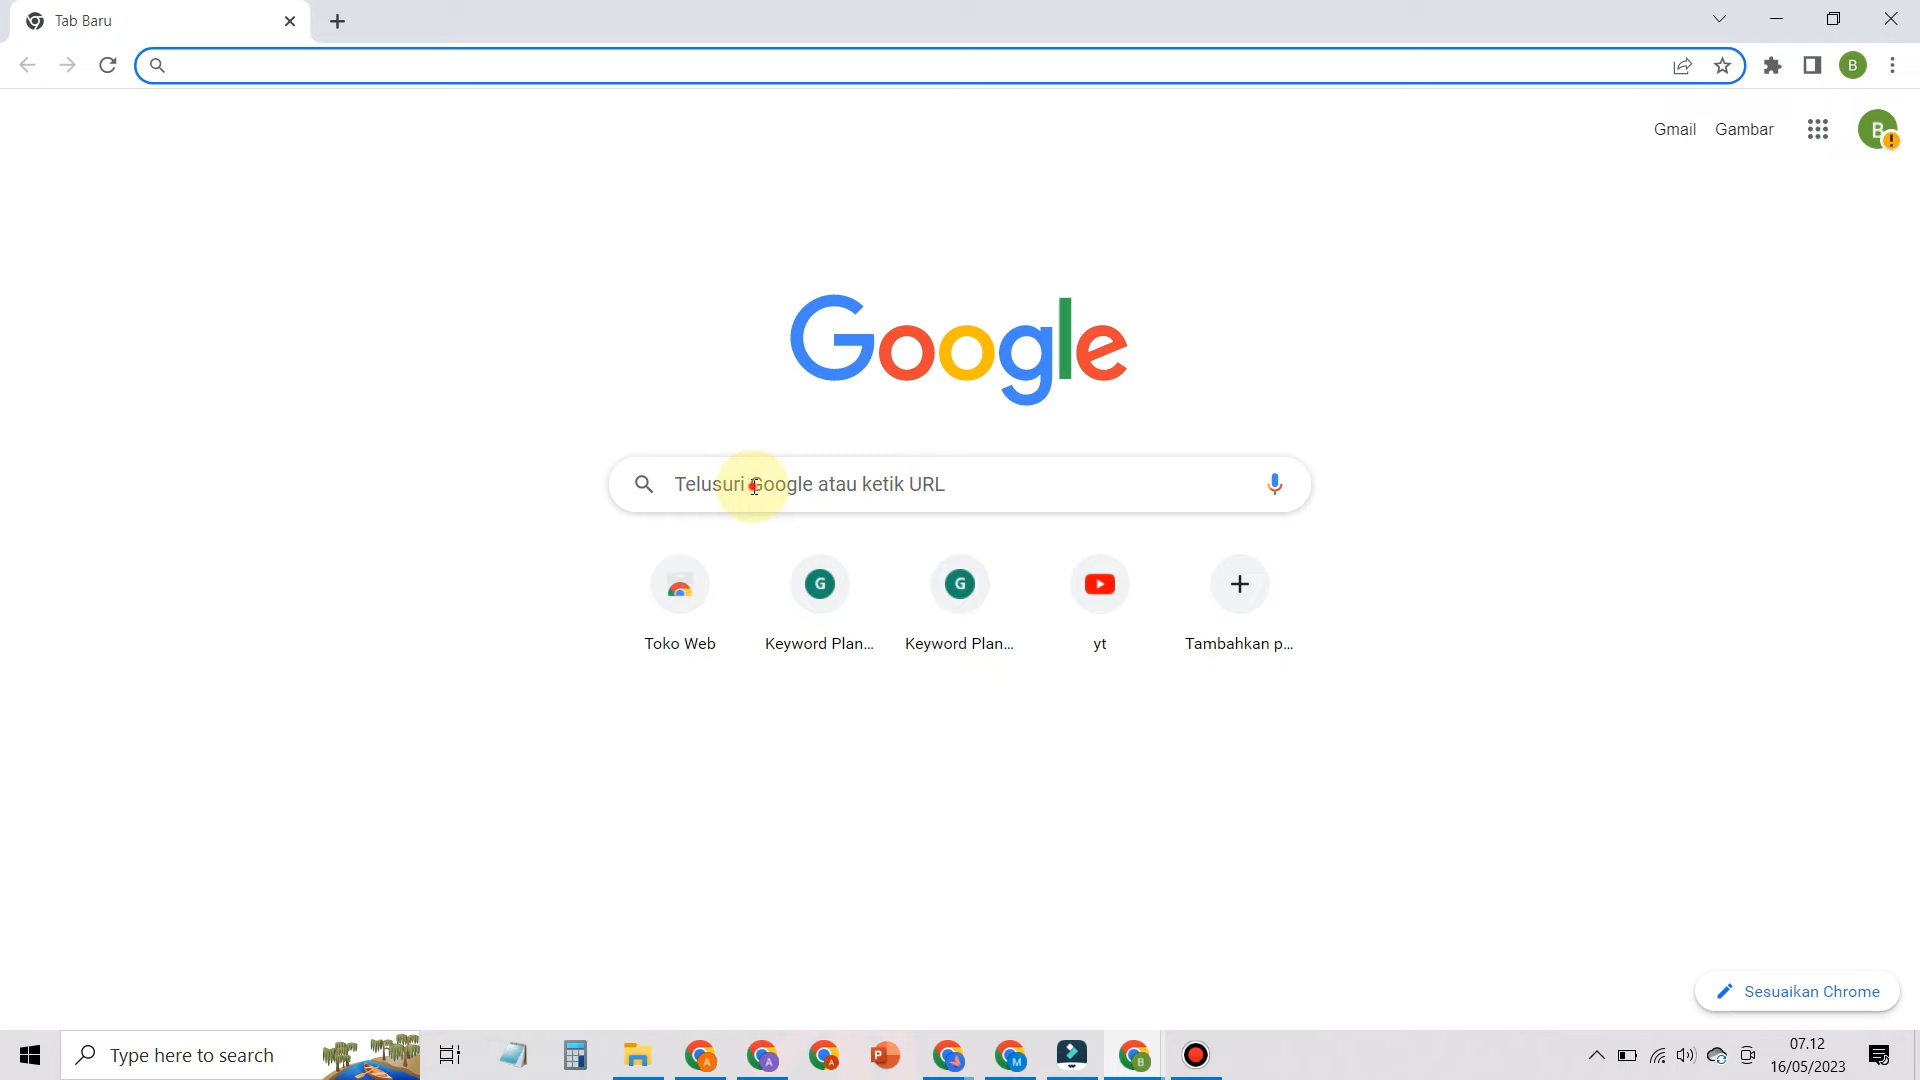 Tab Baru
B
Gmail Gambar
B
Google
Telusuri Google atau ketik URL
G G
Toko Web Keyword Plan... Keyword Plan... yt Tambahkan p...
Sesuaikan Chrome
Type here to search
A A A P M B
07.12
16/05/2023